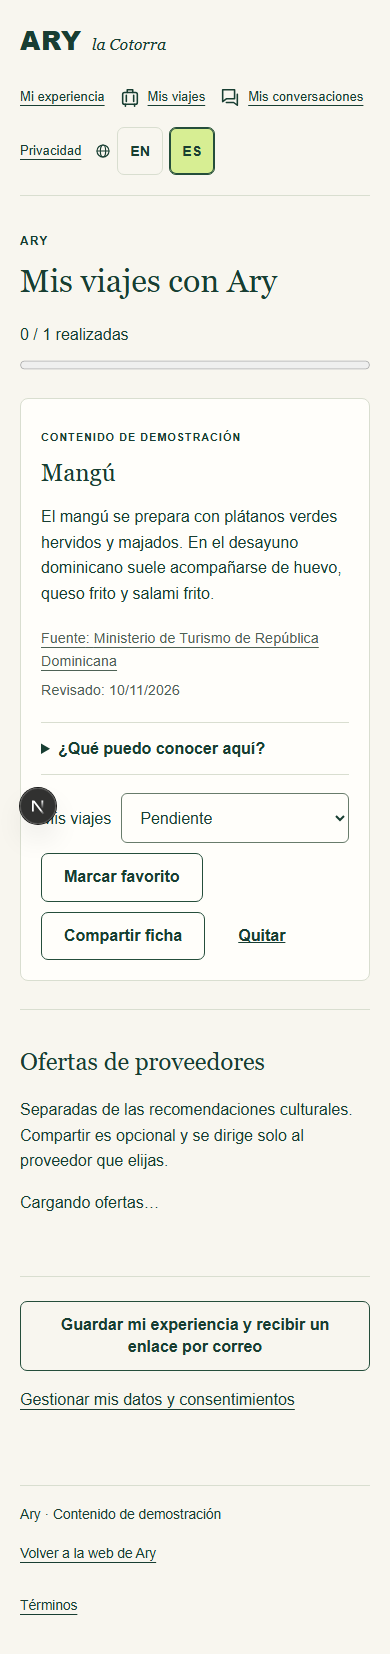 ARY la Cotorra
Mi experiencia Mis viajes Mis conversaciones
Privacidad EN ES
ARY
Mis viajes con Ary
0 / 1 realizadas
CONTENIDO DE DEMOSTRACIÓN
Mangú
El mangú se prepara con plátanos verdes
hervidos y majados. En el desayuno
dominicano suele acompañarse de huevo,
queso frito y salami frito.
Fuente: Ministerio de Turismo de República
Dominicana
Revisado: 10/11/2026
¿Qué puedo conocer aquí?
N
viajes Pendiente
Marcar favorito
Compartir ficha Quitar
Ofertas de proveedores
Separadas de las recomendaciones culturales.
Compartir es opcional y se dirige solo al
proveedor que elijas.
Cargando ofertas…
Guardar mi experiencia y recibir un
enlace por correo
Gestionar mis datos y consentimientos
Ary · Contenido de demostración
Volver a la web de Ary
Términos